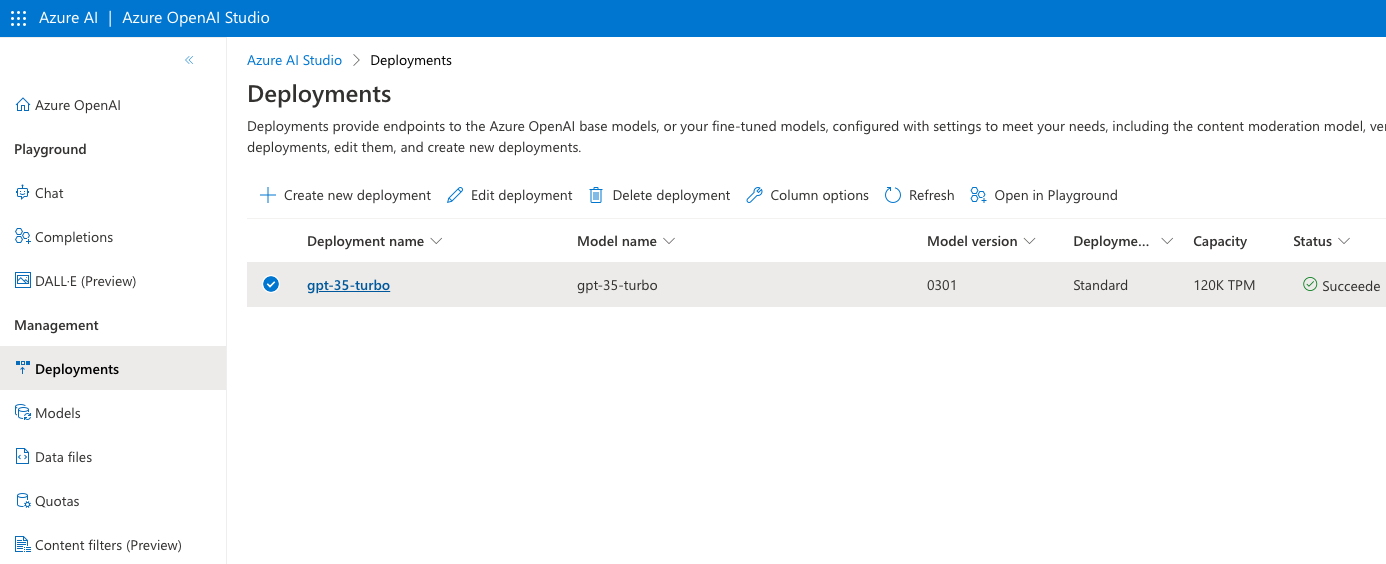 Azure AI | Azure OpenAI Studio
«
Azure OpenAI
Playground
Chat
Completions
DALL·E (Preview)
Management
Deployments
Models
Data files
Quotas
Content filters (Preview)
Azure AI Studio > Deployments
Deployments
Deployments provide endpoints to the Azure OpenAI base models, or your fine-tuned models, configured with settings to meet your needs, including the content moderation model, ver
deployments, edit them, and create new deployments.
Create new deployment Edit deployment Delete deployment Column options Refresh Open in Playground
Deployment name Model name Model version Deployme... Capacity Status
gpt-35-turbo gpt-35-turbo 0301 Standard 120K TPM Succeede